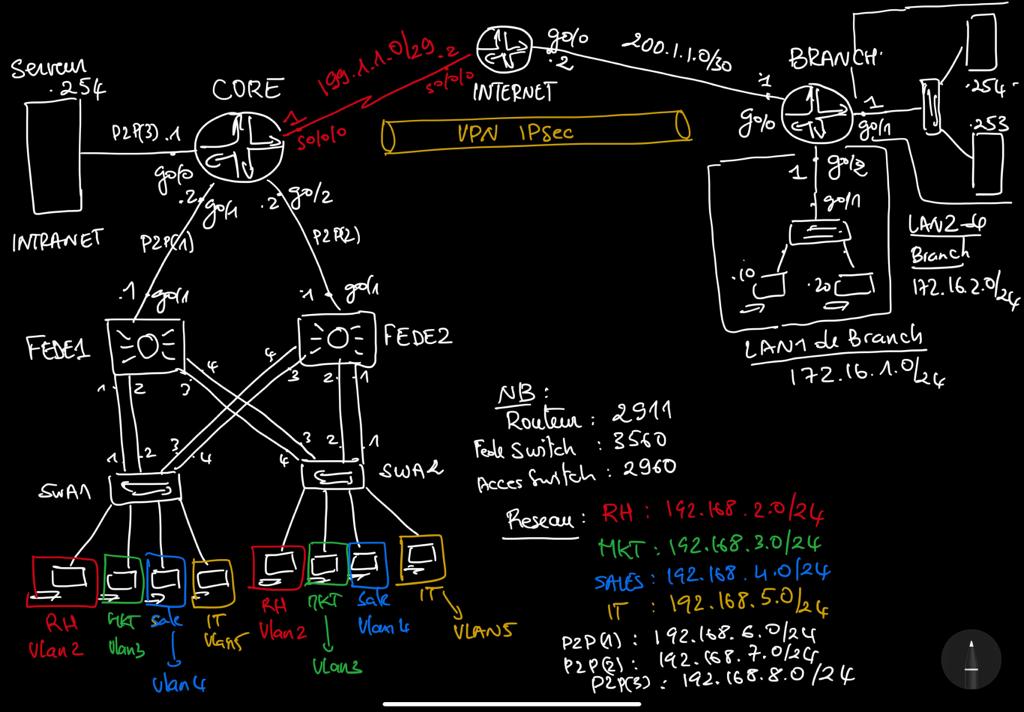 Serveur
.254
INTRANET
P2P(3) .1
g0/0
CORE
1
s0/0/0
199.1.1.0/29
.2
s0/0/0
INTERNET
g0/0
.2
200.1.1.0/30
VPN IPSec
BRANCH
1
g0/0
1
g0/1
.254
.253
LAN2 de
Branch
172.16.2.0/24
1
g0/2
g0/1
.10
.20
LAN1 de Branch
172.16.1.0/24
.2
g0/1
.2
g0/2
P2P(1)
P2P(2)
.1
g0/1
.1
g0/1
FEDE1
FEDE2
1 2 3 4
4 3 2 1
1 2 3 4
4 3 2 1
SWA1
SWA2
RH
Vlan2
MKT
Vlan3
Sale
Vlan4
IT
Vlan5
RH
Vlan2
MKT
Vlan3
Sale
Vlan4
IT
VLAN5
NB :
Routeur : 2911
Fede Switch : 3560
Acces Switch : 2960
Reseau :
RH : 192.168.2.0/24
MKT : 192.168.3.0/24
SALES : 192.168.4.0/24
IT : 192.168.5.0/24
P2P(1) : 192.168.6.0/24
P2P(2) : 192.168.7.0/24
P2P(3) : 192.168.8.0/24